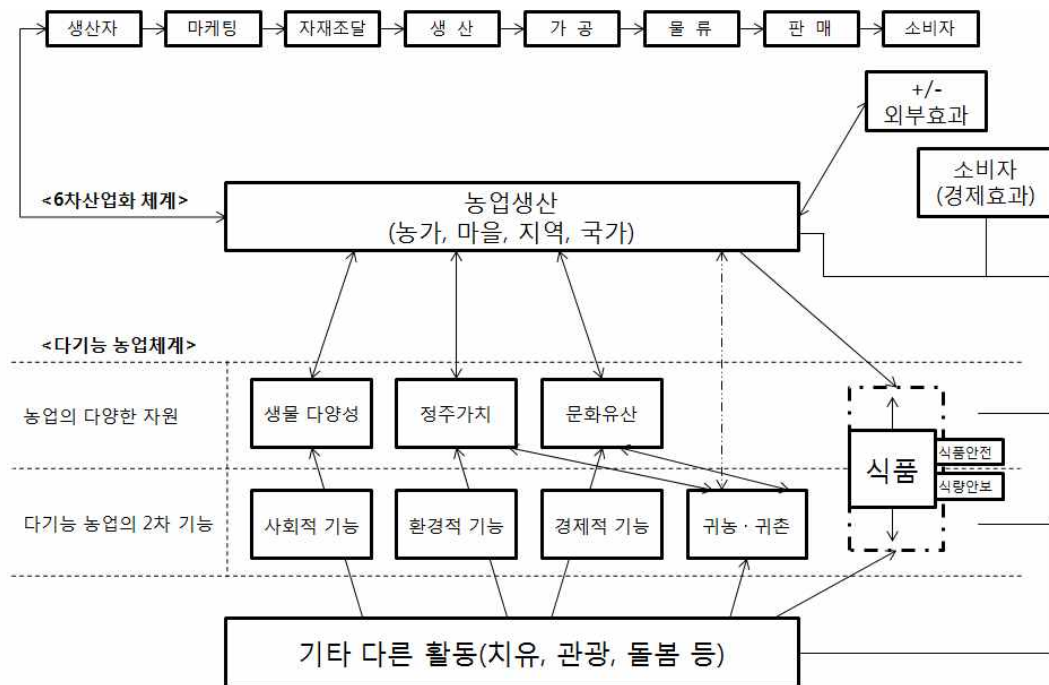 생산자
마케팅
자재조달
생 산
가 공
물 류
판 매
소비자
+/-
외부효과
소비자
(경제효과)
<6차산업화 체계>
농업생산
(농가, 마을, 지역, 국가)
<다기능 농업체계>
농업의 다양한 자원
생물 다양성
정주가치
문화유산
식품
식품안전
식량안보
다기능 농업의 2차 기능
사회적 기능
환경적 기능
경제적 기능
귀농 · 귀촌
기타 다른 활동(치유, 관광, 돌봄 등)